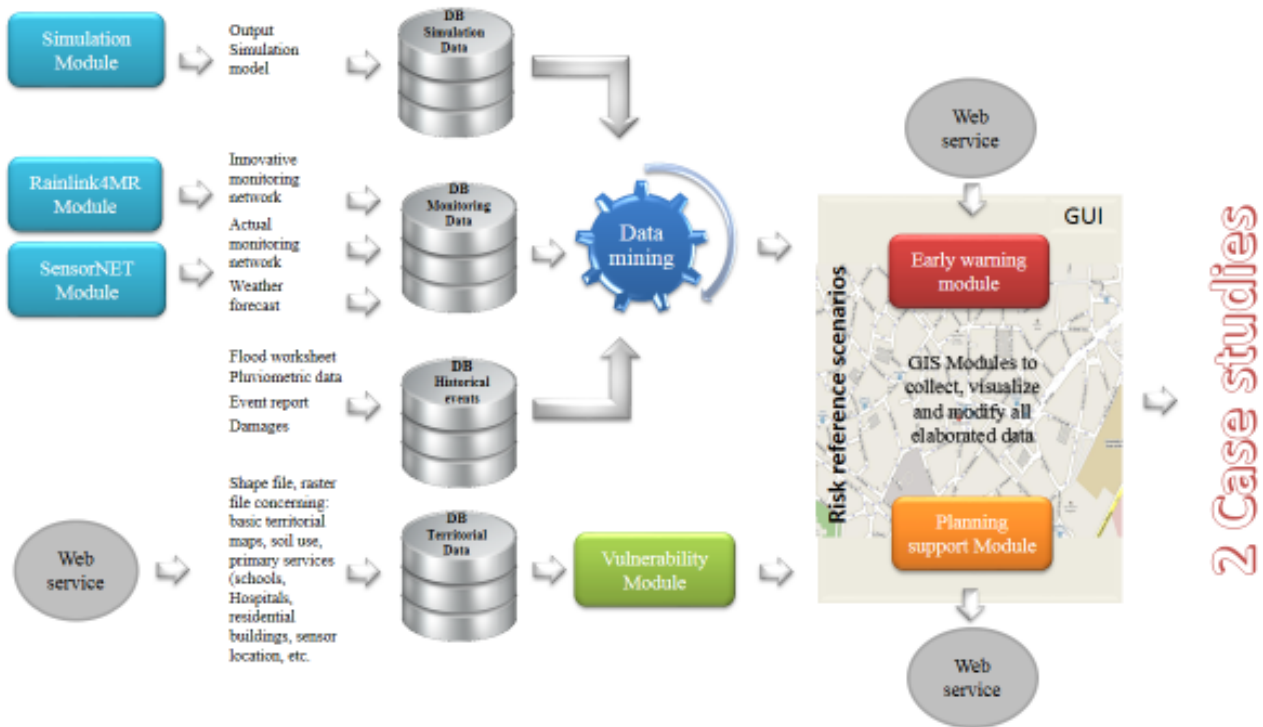 Simulation
Module
Output
Simulation
model
DB
Simulation
Data
Rainlink4MR
Module
SensorNET
Module
Innovative
monitoring
network
Actual
monitoring
network
Weather
forecast
DB
Monitoring
Data
Data
mining
Flood worksheet
Pluviometric data
Event report
Damages
DB
Historical
events
Web
service
Shape file, raster
file concerning:
basic territorial
maps, soil use,
primary services
(schools,
Hospitals,
residential
buildings, sensor
location, etc.
DB
Territorial
Data
Vulnerability
Module
Web
service
GUI
Risk reference scenarios
Early warning
module
GIS Modules to
collect, visualize
and modify all
elaborated data
Planning
support Module
Web
service
2 Case studies